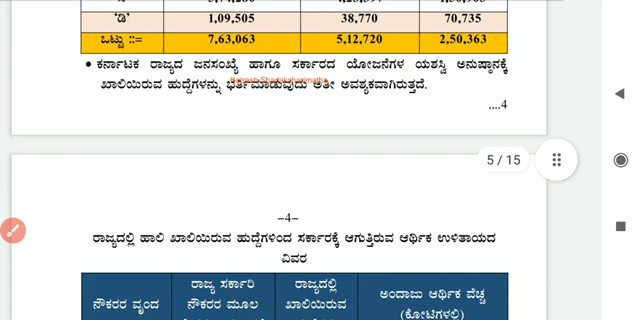 ‘ಡಿ’ 1,09,505 38,770 70,735
ಒಟ್ಟು ::= 7,63,063 5,12,720 2,50,363
• ಕರ್ನಾಟಕ ರಾಜ್ಯದ ಜನಸಂಖ್ಯೆ ಹಾಗೂ ಸರ್ಕಾರದ ಯೋಜನೆಗಳ ಯಶಸ್ವಿ ಅನುಷ್ಠಾನಕ್ಕೆ
ಖಾಲಿಯಿರುವ ಹುದ್ದೆಗಳನ್ನು ಭರ್ತಿಮಾಡುವುದು ಅತೀ ಅವಶ್ಯಕವಾಗಿರುತ್ತದೆ.
....4
5 / 15
–4–
ರಾಜ್ಯದಲ್ಲಿ ಹಾಲಿ ಖಾಲಿಯಿರುವ ಹುದ್ದೆಗಳಿಂದ ಸರ್ಕಾರಕ್ಕೆ ಆಗುತ್ತಿರುವ ಆರ್ಥಿಕ ಉಳಿತಾಯದ
ವಿವರ
ನೌಕರರ ವೃಂದ
ರಾಜ್ಯ ಸರ್ಕಾರಿ
ನೌಕರರ ಮೂಲ
ರಾಜ್ಯದಲ್ಲಿ
ಖಾಲಿಯಿರುವ
ಅಂದಾಜು ಆರ್ಥಿಕ ವೆಚ್ಚ
(ಕೋಟಿಗಳಲ್ಲಿ)